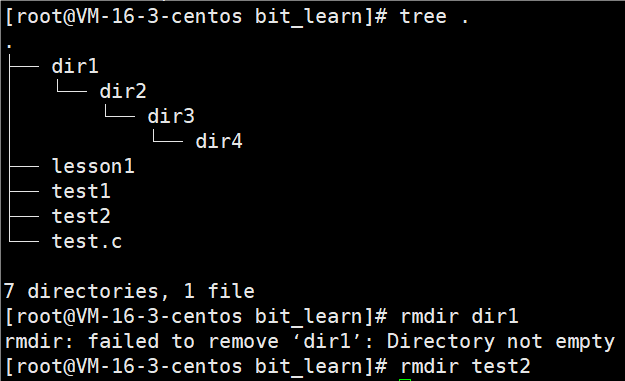 [root@VM-16-3-centos bit_learn]# tree .
.
├── dir1
│   └── dir2
│       └── dir3
│           └── dir4
├── lesson1
├── test1
├── test2
└── test.c
7 directories, 1 file
[root@VM-16-3-centos bit_learn]# rmdir dir1
rmdir: failed to remove ‘dir1’: Directory not empty
[root@VM-16-3-centos bit_learn]# rmdir test2